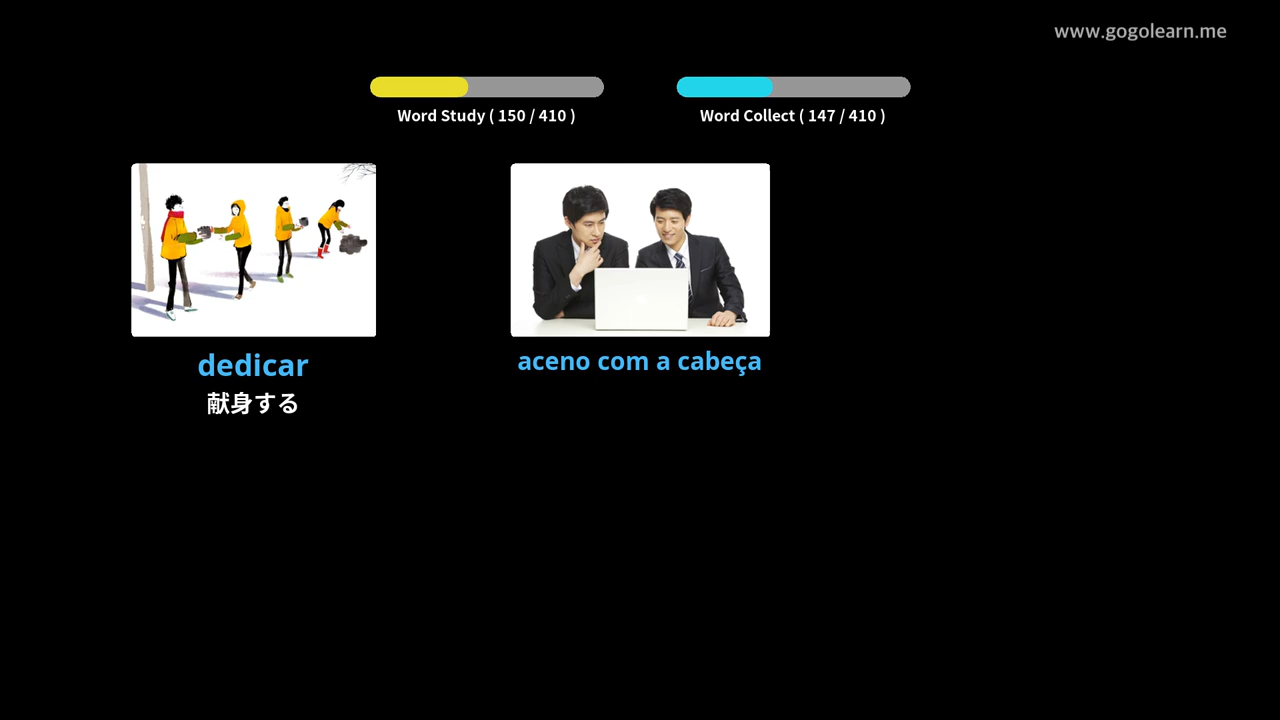 www.gogolearn.me
Word Study ( 150 / 410 )
Word Collect ( 147 / 410 )
dedicar
献身する
aceno com a cabeça